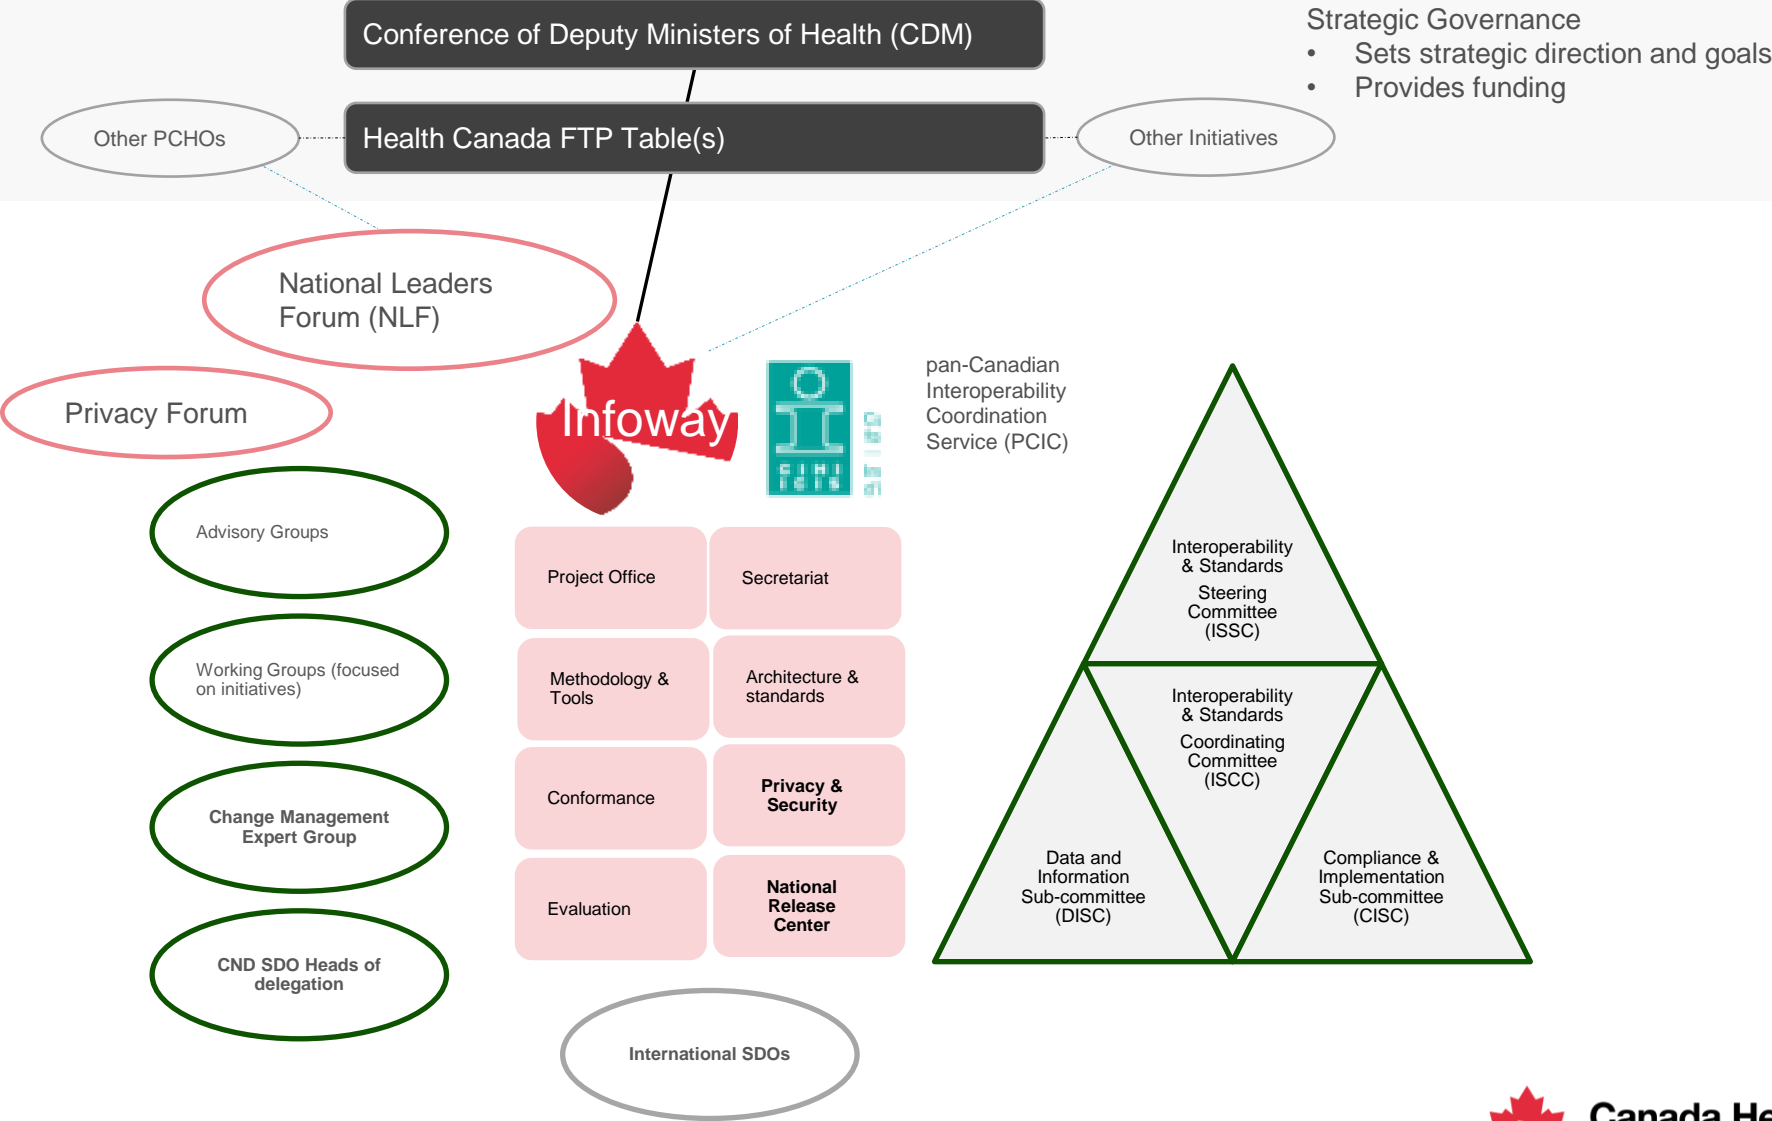 Conference of Deputy Ministers of Health (CDM)
Strategic Governance
• Sets strategic direction and goals
• Provides funding
Other PCHOs
Health Canada FTP Table(s)
Other Initiatives
National Leaders
Forum (NLF)
Privacy Forum
Infoway
CIHI
ICIS
pan-Canadian
Interoperability
Coordination
Service (PCIC)
Advisory Groups
Working Groups (focused
on initiatives)
Change Management
Expert Group
CND SDO Heads of
delegation
Project Office
Secretariat
Methodology &
Tools
Architecture &
standards
Conformance
Privacy &
Security
Evaluation
National
Release
Center
International SDOs
Interoperability
& Standards
Steering
Committee
(ISSC)
Interoperability
& Standards
Coordinating
Committee
(ISCC)
Data and
Information
Sub-committee
(DISC)
Compliance &
Implementation
Sub-committee
(CISC)
Canada He